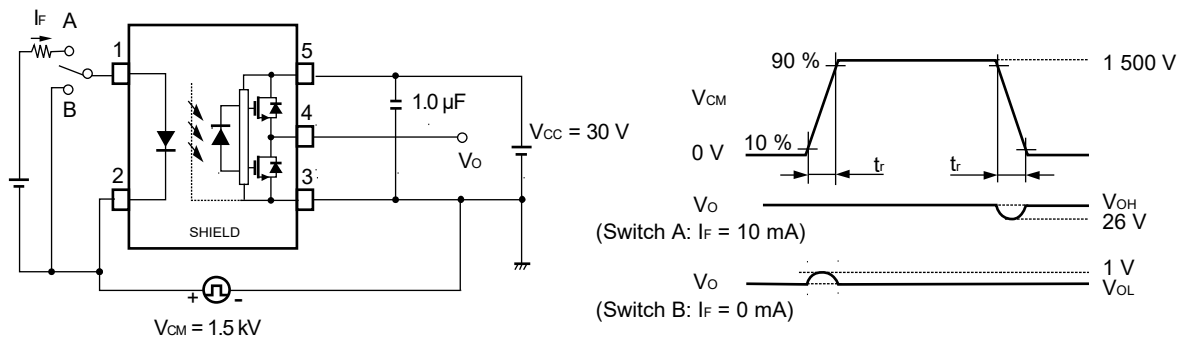 IF
A
B
1
2
5
4
3
SHIELD
1.0 μF
VO
VCC = 30 V
+
-
VCM = 1.5 kV
90 %
1 500 V
VCM
10 %
0 V
tr
tr
VO
VOH
26 V
(Switch A: IF = 10 mA)
1 V
VO
VOL
(Switch B: IF = 0 mA)